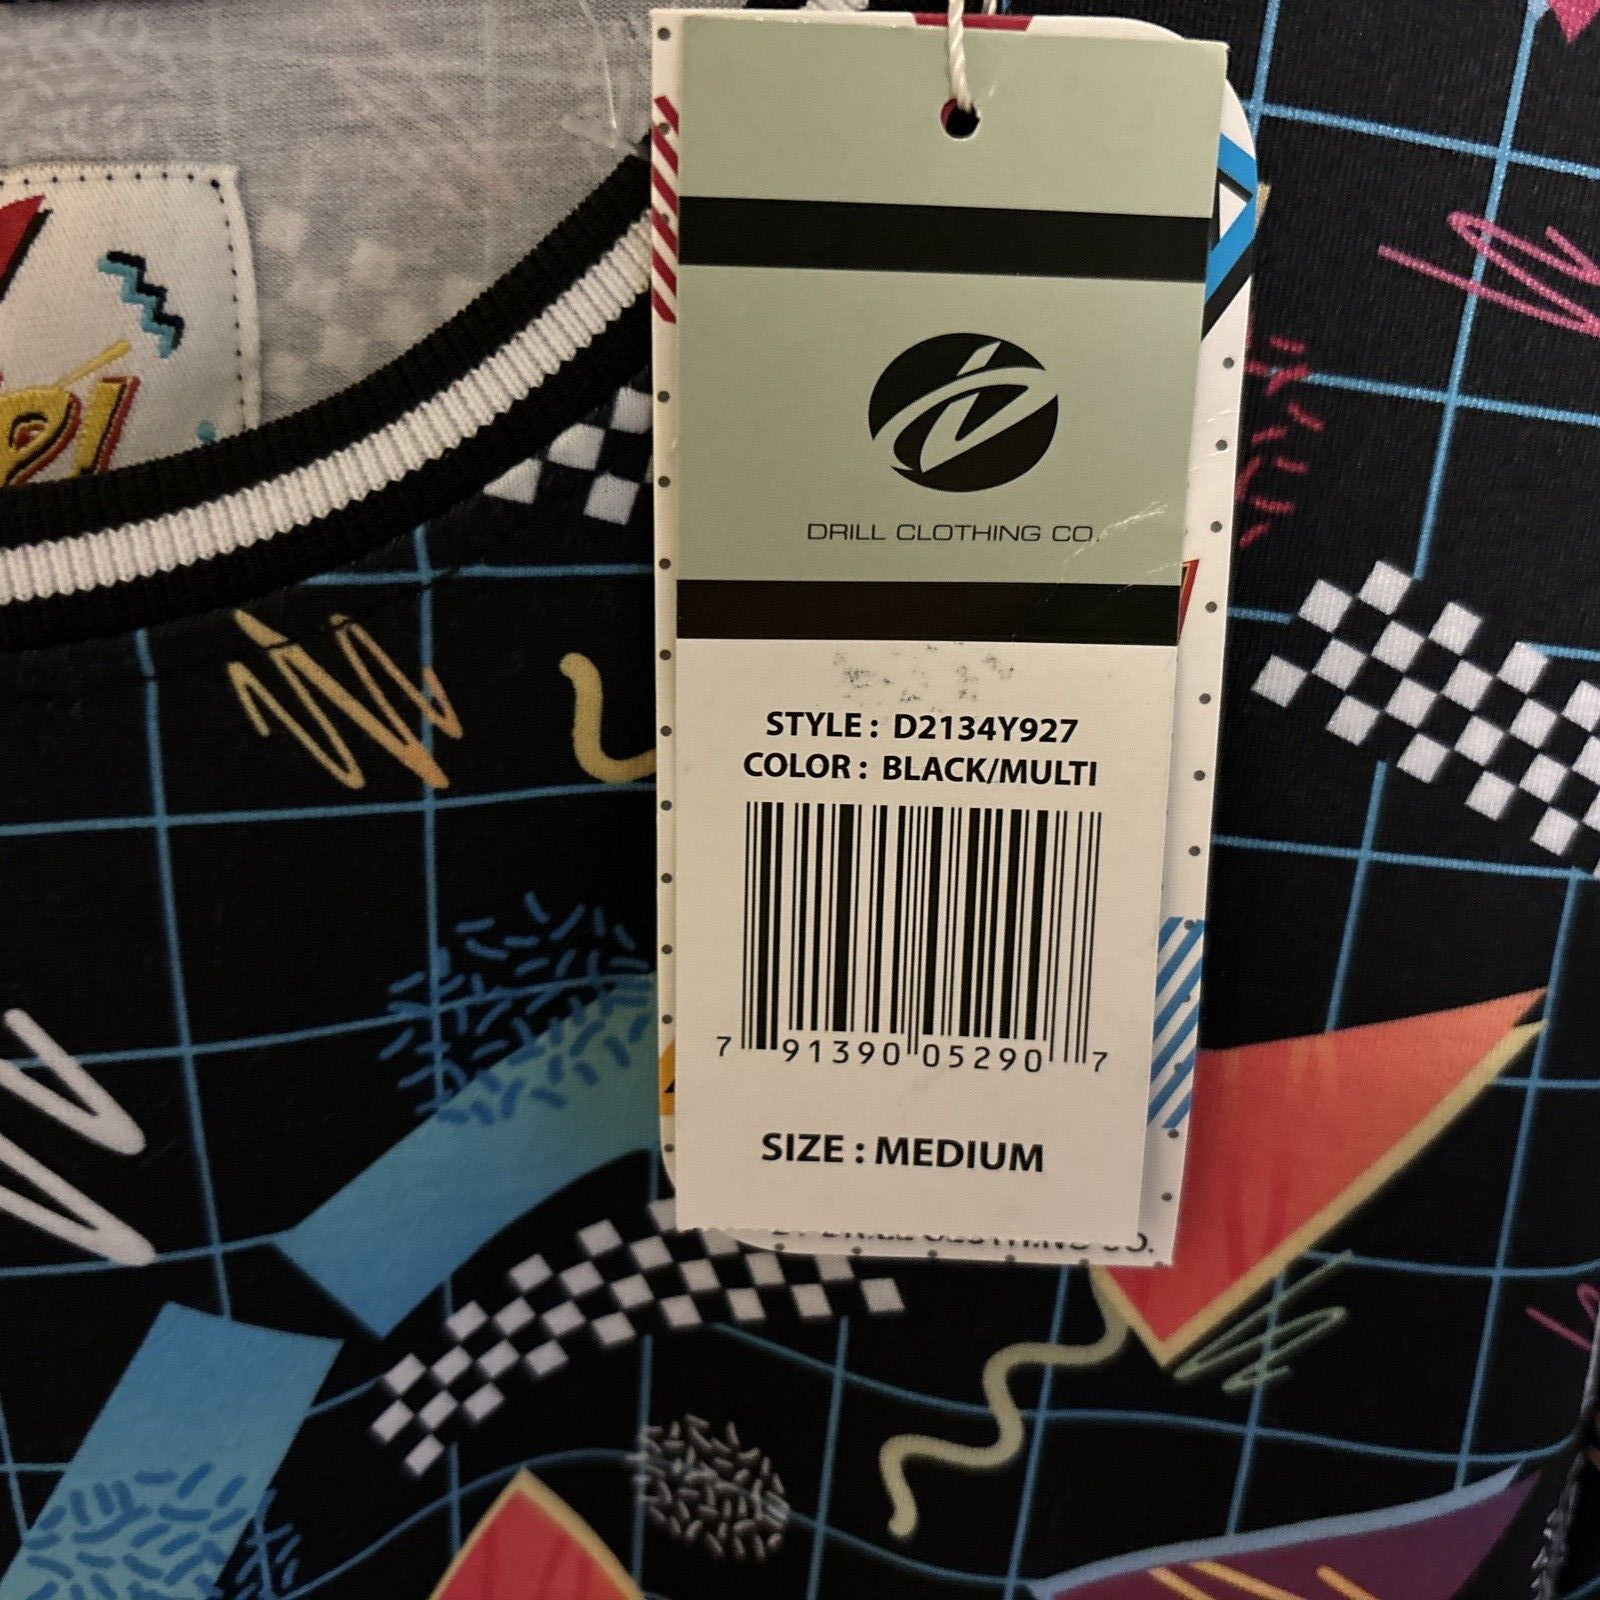 DRILL CLOTHING CO.
STYLE : D2134Y927
COLOR : BLACK/MULTI
7 91390 05290 7
SIZE : MEDIUM